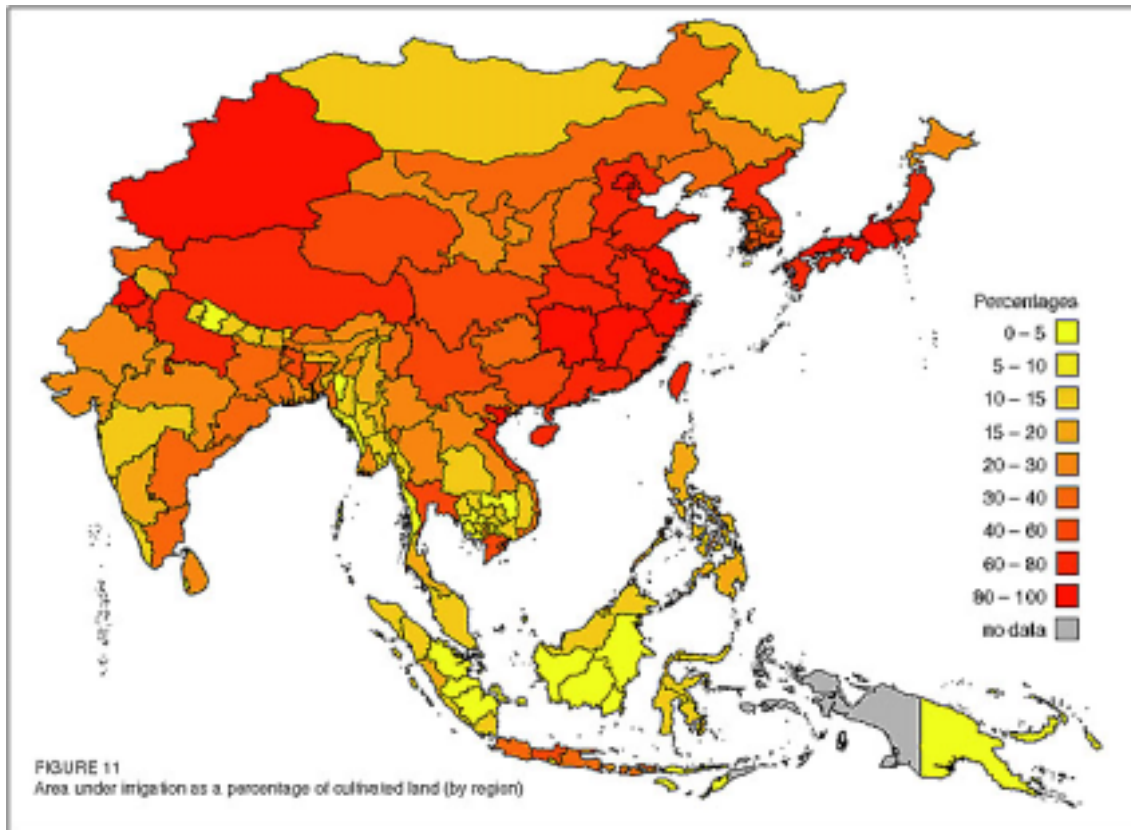 Percentages
0 – 5
5 – 10
10 – 15
15 – 20
20 – 30
30 – 40
40 – 60
60 – 80
80 – 100
no data
FIGURE 11
Area under irrigation as a percentage of cultivated land (by region)